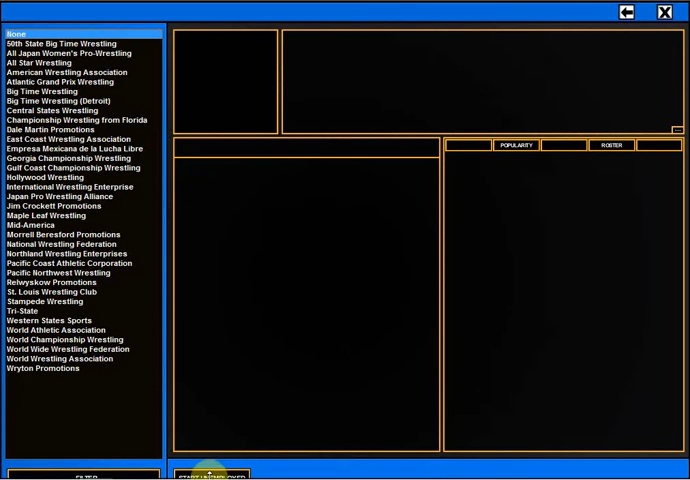 None
50th State Big Time Wrestling
All Japan Women's Pro-Wrestling
All Star Wrestling
American Wrestling Association
Atlantic Grand Prix Wrestling
Big Time Wrestling
Big Time Wrestling (Detroit)
Central States Wrestling
Championship Wrestling from Florida
Dale Martin Promotions
East Coast Wrestling Association
Empresa Mexicana de la Lucha Libre
Georgia Championship Wrestling
Gulf Coast Championship Wrestling
Hollywood Wrestling
International Wrestling Enterprise
Japan Pro Wrestling Alliance
Jim Crockett Promotions
Maple Leaf Wrestling
Mid-America
Morrell Beresford Promotions
National Wrestling Federation
Northland Wrestling Enterprises
Pacific Coast Athletic Corporation
Pacific Northwest Wrestling
Relwyskow Promotions
St. Louis Wrestling Club
Stampede Wrestling
Tri-State
Western States Sports
World Athletic Association
World Championship Wrestling
World Wide Wrestling Federation
World Wrestling Association
Wryton Promotions
POPULARITY ROSTER
FILTER
START UNEMPLOYED